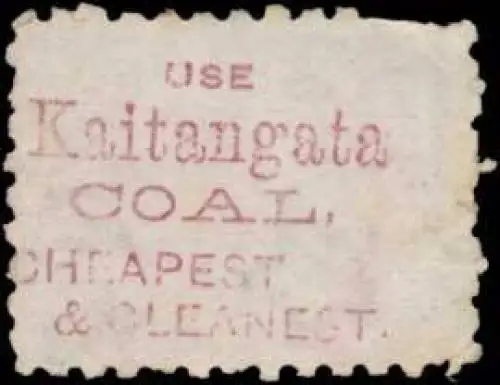 USE
Kaitangata
COAL,
CHEAPEST
& CLEANEST.